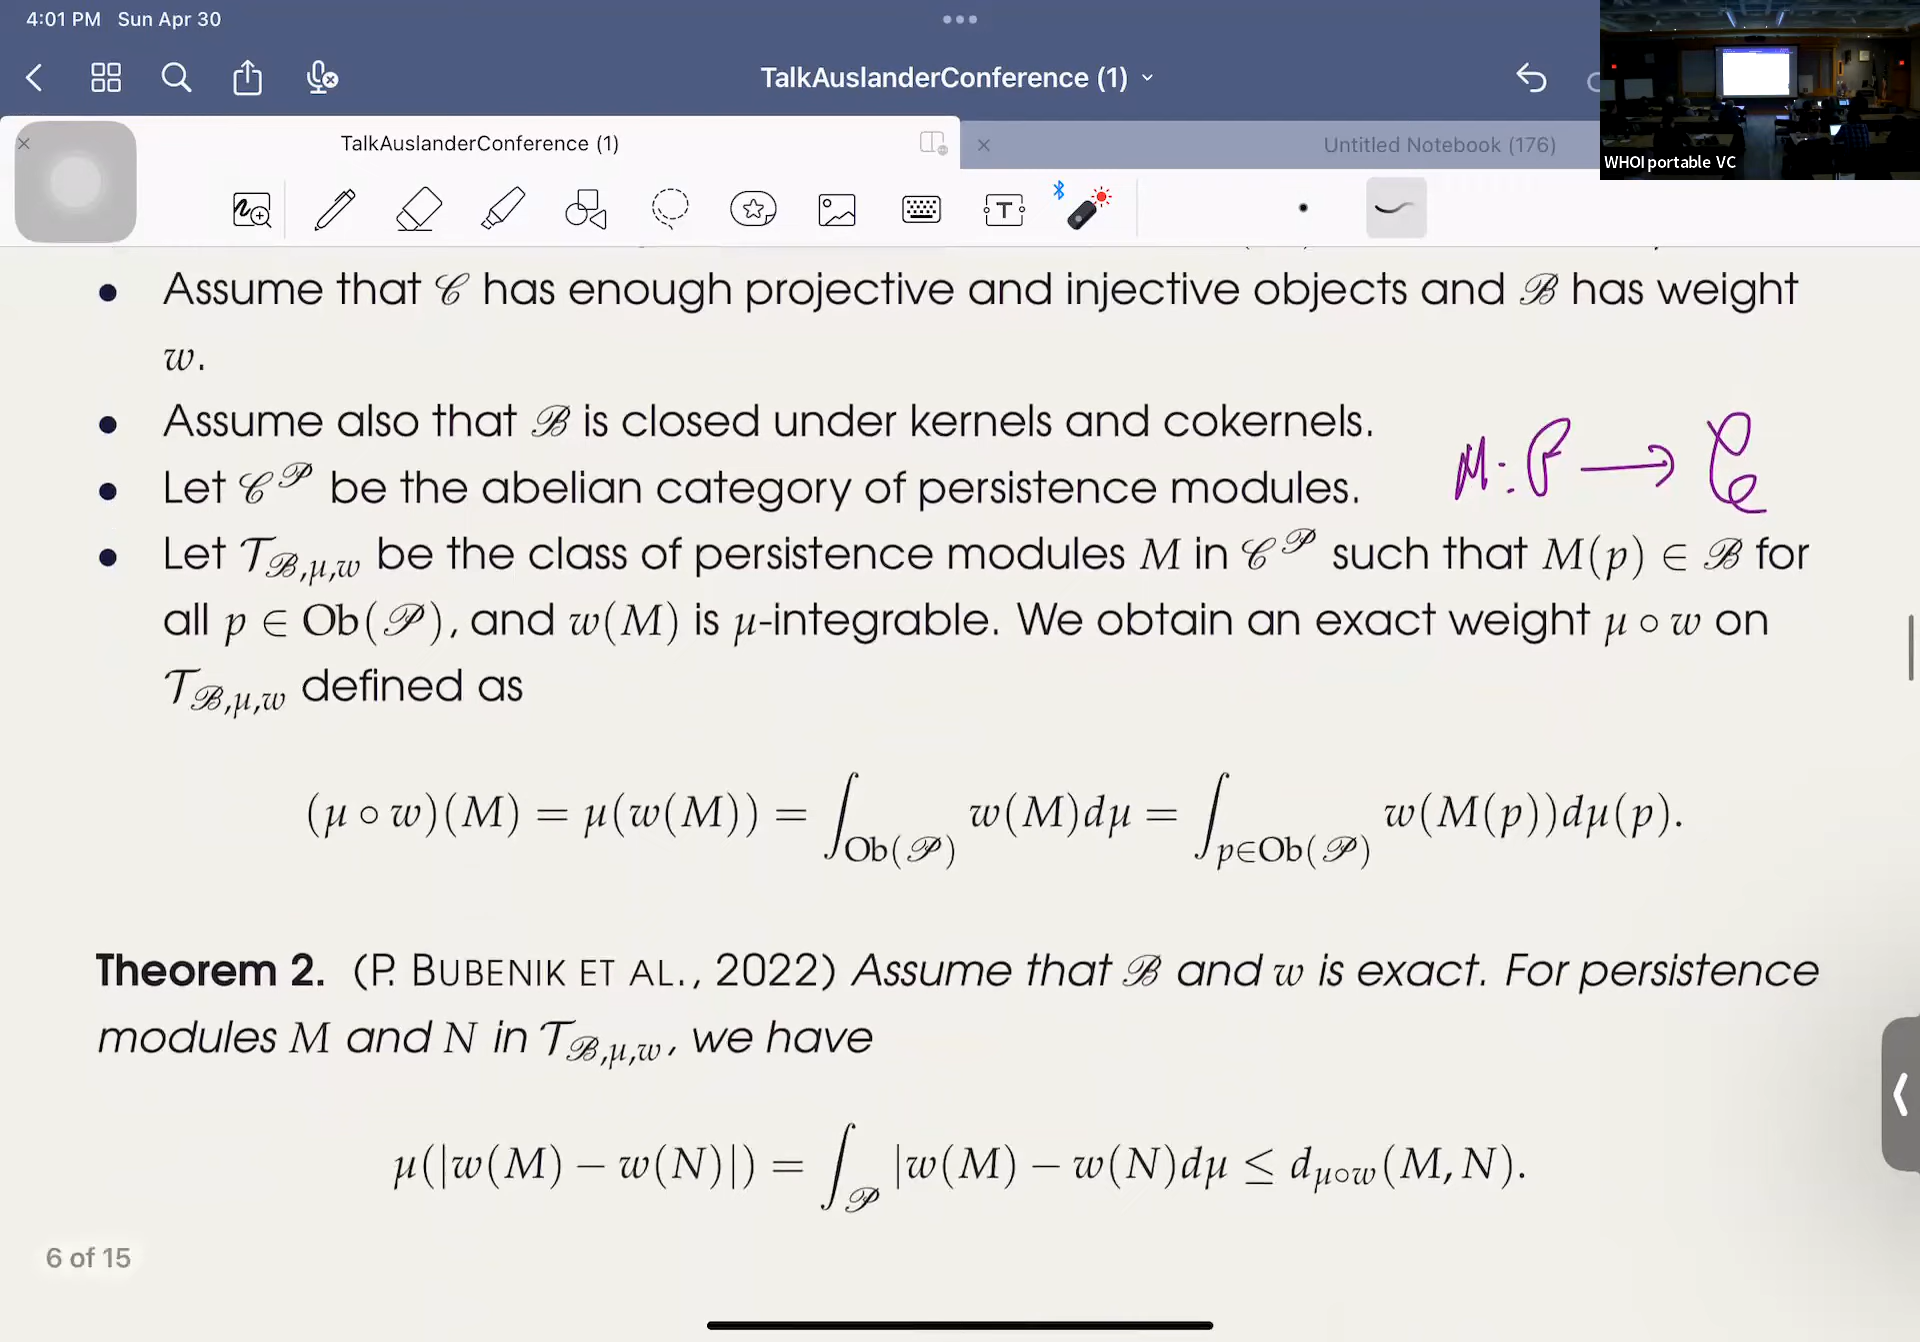 4:01 PM Sun Apr 30
TalkAuslanderConference (1)
TalkAuslanderConference (1)
Untitled Notebook (176)
WHOI portable VC
• Assume that 𝒞 has enough projective and injective objects and ℬ has weight
w.
• Assume also that ℬ is closed under kernels and cokernels.
M: P ⟶ 𝒞
• Let 𝒞^𝒫 be the abelian category of persistence modules.
• Let 𝒯_{ℬ,μ,w} be the class of persistence modules M in 𝒞^𝒫 such that M(p) ∈ ℬ for
all p ∈ Ob(𝒫), and w(M) is μ-integrable. We obtain an exact weight μ ∘ w on
𝒯_{ℬ,μ,w} defined as
(μ ∘ w)(M) = μ(w(M)) = ∫_{Ob(𝒫)} w(M)dμ = ∫_{p∈Ob(𝒫)} w(M(p))dμ(p).
Theorem 2. (P. BUBENIK ET AL., 2022) Assume that ℬ and w is exact. For persistence
modules M and N in 𝒯_{ℬ,μ,w}, we have
μ(|w(M) − w(N)|) = ∫_𝒫 |w(M) − w(N)dμ ≤ d_{μ∘w}(M, N).
6 of 15